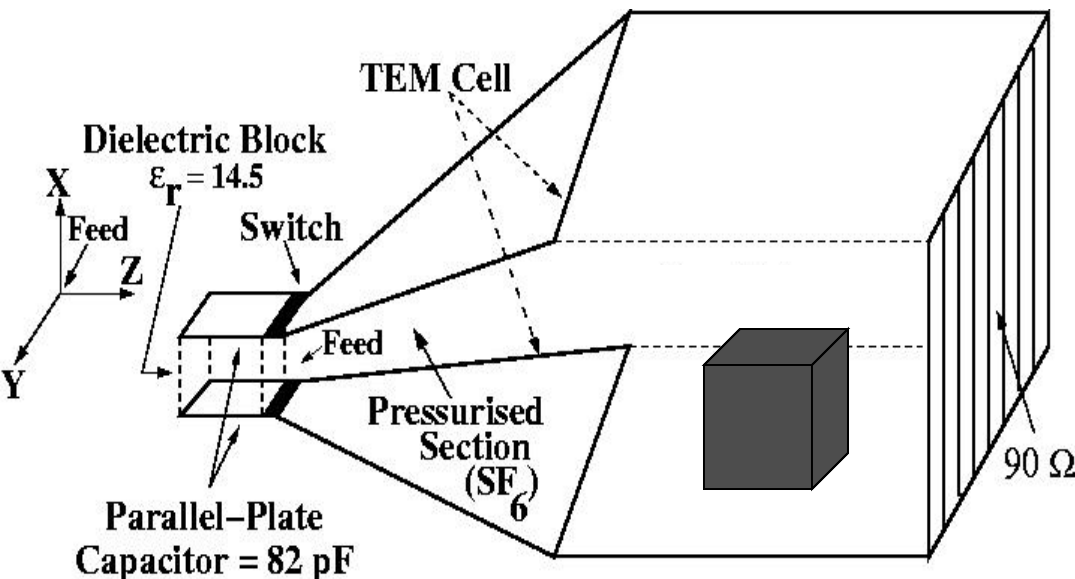 TEM Cell
Dielectric Block
εr = 14.5
X
Feed
Switch
Z
Y
Feed
Pressurised
Section
(SF6)
90 Ω
Parallel–Plate
Capacitor = 82 pF